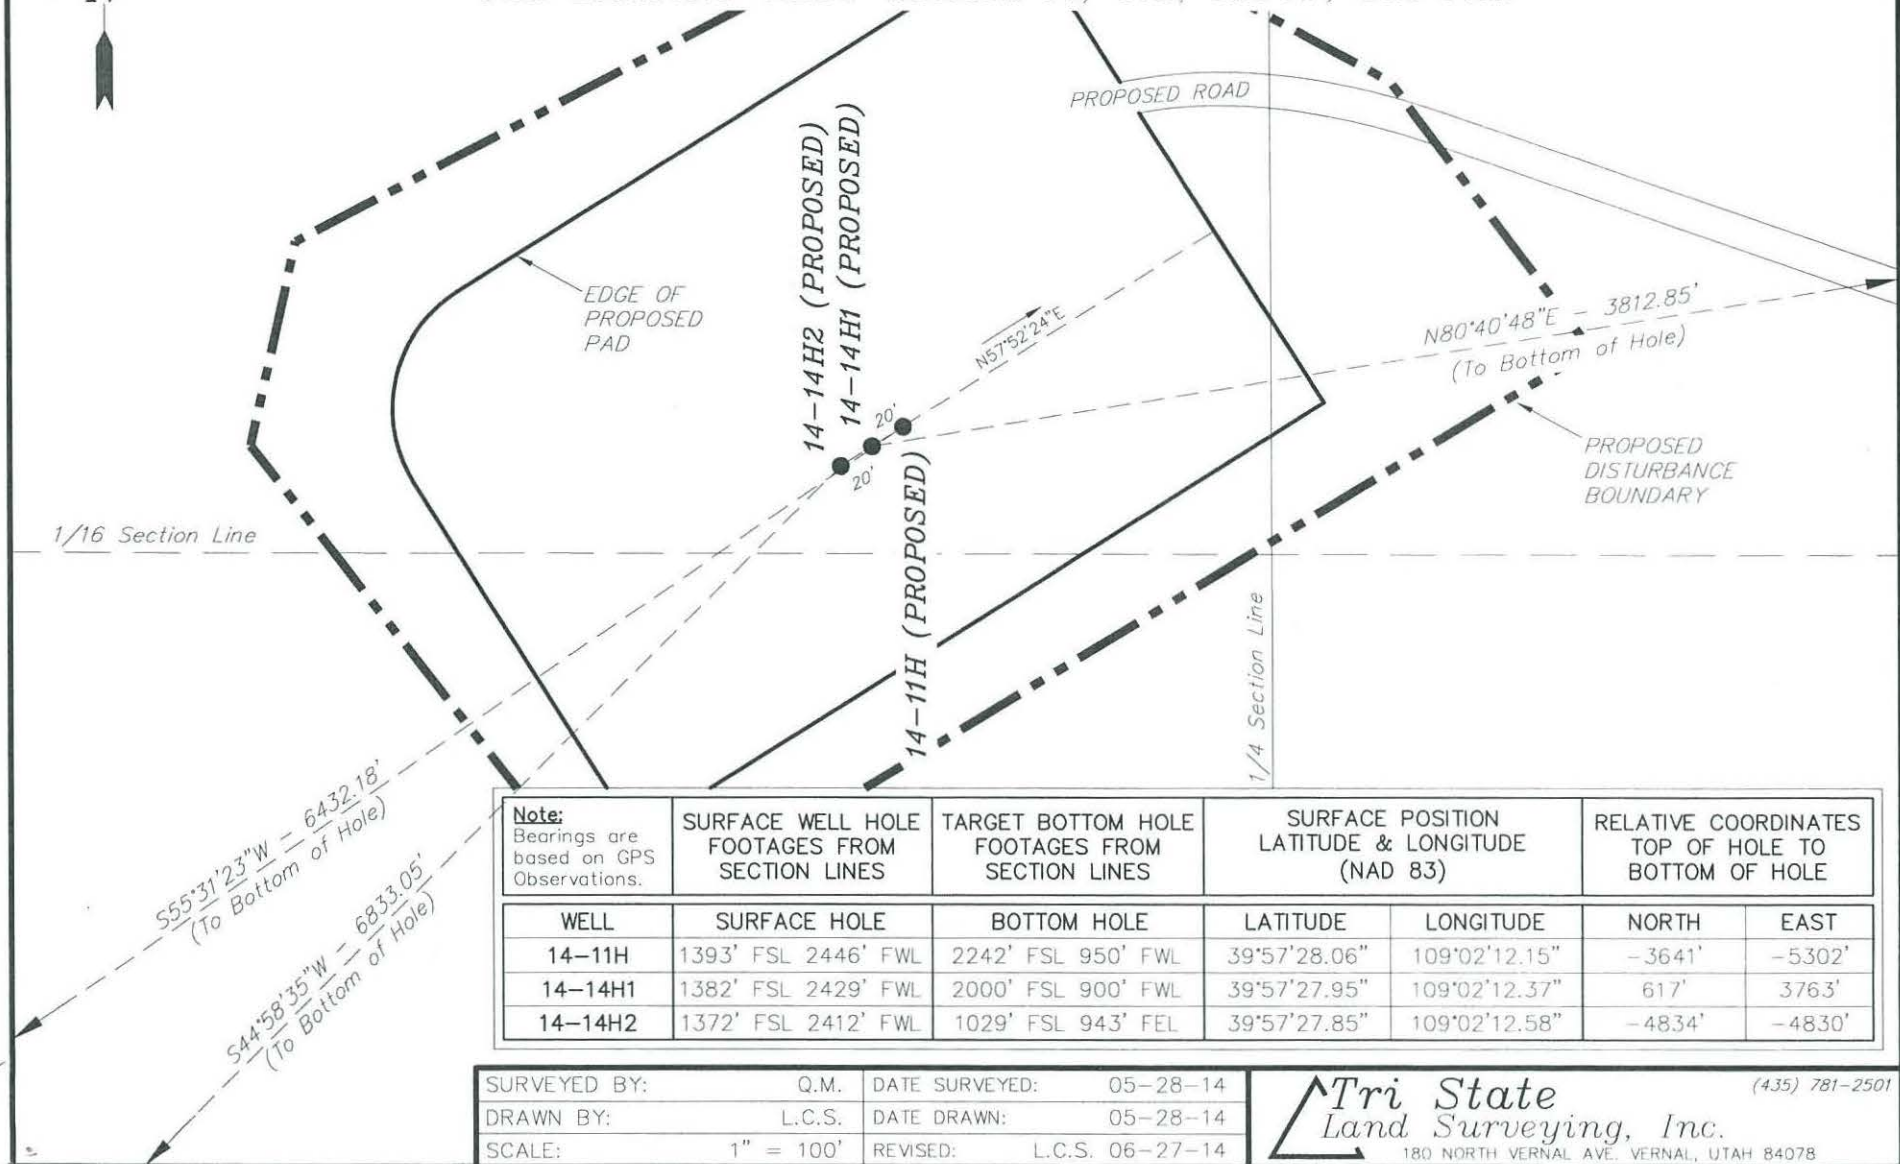 PROPOSED ROAD
14-14H2 (PROPOSED)
14-14H1 (PROPOSED)
EDGE OF
PROPOSED
PAD
N57°52'24"E
N80°40'48"E - 3812.85'
(To Bottom of Hole)
20'
20'
14-11H (PROPOSED)
PROPOSED
DISTURBANCE
BOUNDARY
1/16 Section Line
1/4 Section Line
S55°31'23"W - 6432.18'
(To Bottom of Hole)
S44°58'35"W - 6833.05'
(To Bottom of Hole)
Note:
Bearings are
based on GPS
Observations.
SURFACE WELL HOLE
FOOTAGES FROM
SECTION LINES
TARGET BOTTOM HOLE
FOOTAGES FROM
SECTION LINES
SURFACE POSITION
LATITUDE & LONGITUDE
(NAD 83)
RELATIVE COORDINATES
TOP OF HOLE TO
BOTTOM OF HOLE
WELL SURFACE HOLE BOTTOM HOLE LATITUDE LONGITUDE NORTH EAST
14-11H 1393' FSL 2446' FWL 2242' FSL 950' FWL 39°57'28.06" 109°02'12.15" -3641' -5302'
14-14H1 1382' FSL 2429' FWL 2000' FSL 900' FWL 39°57'27.95" 109°02'12.37" 617' 3763'
14-14H2 1372' FSL 2412' FWL 1029' FSL 943' FEL 39°57'27.85" 109°02'12.58" -4834' -4830'
SURVEYED BY: Q.M. DATE SURVEYED: 05-28-14
DRAWN BY: L.C.S. DATE DRAWN: 05-28-14
SCALE: 1" = 100' REVISED: L.C.S. 06-27-14
Tri State
Land Surveying, Inc.
180 NORTH VERNAL AVE. VERNAL, UTAH 84078
(435) 781-2501